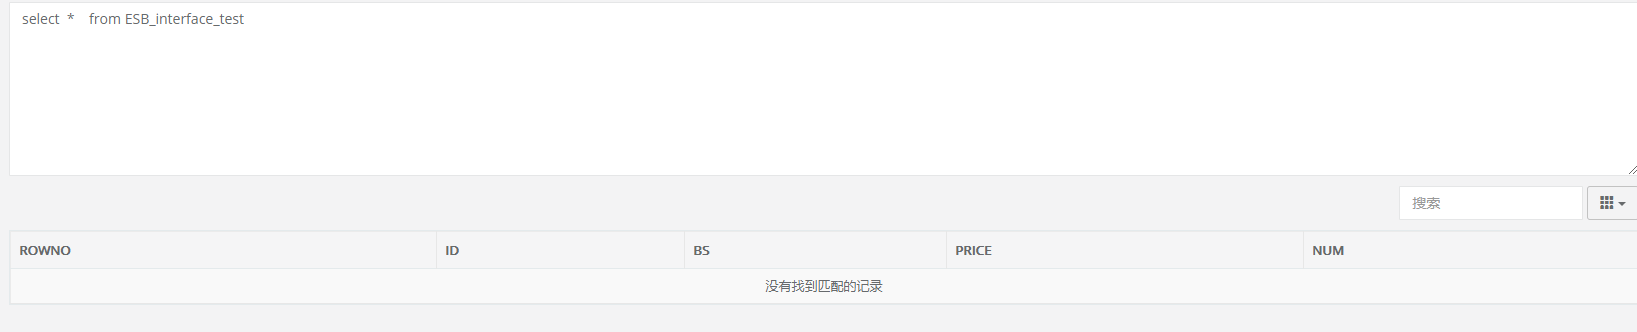 select * from ESB_interface_test
搜索
ROWNO ID BS PRICE NUM
没有找到匹配的记录